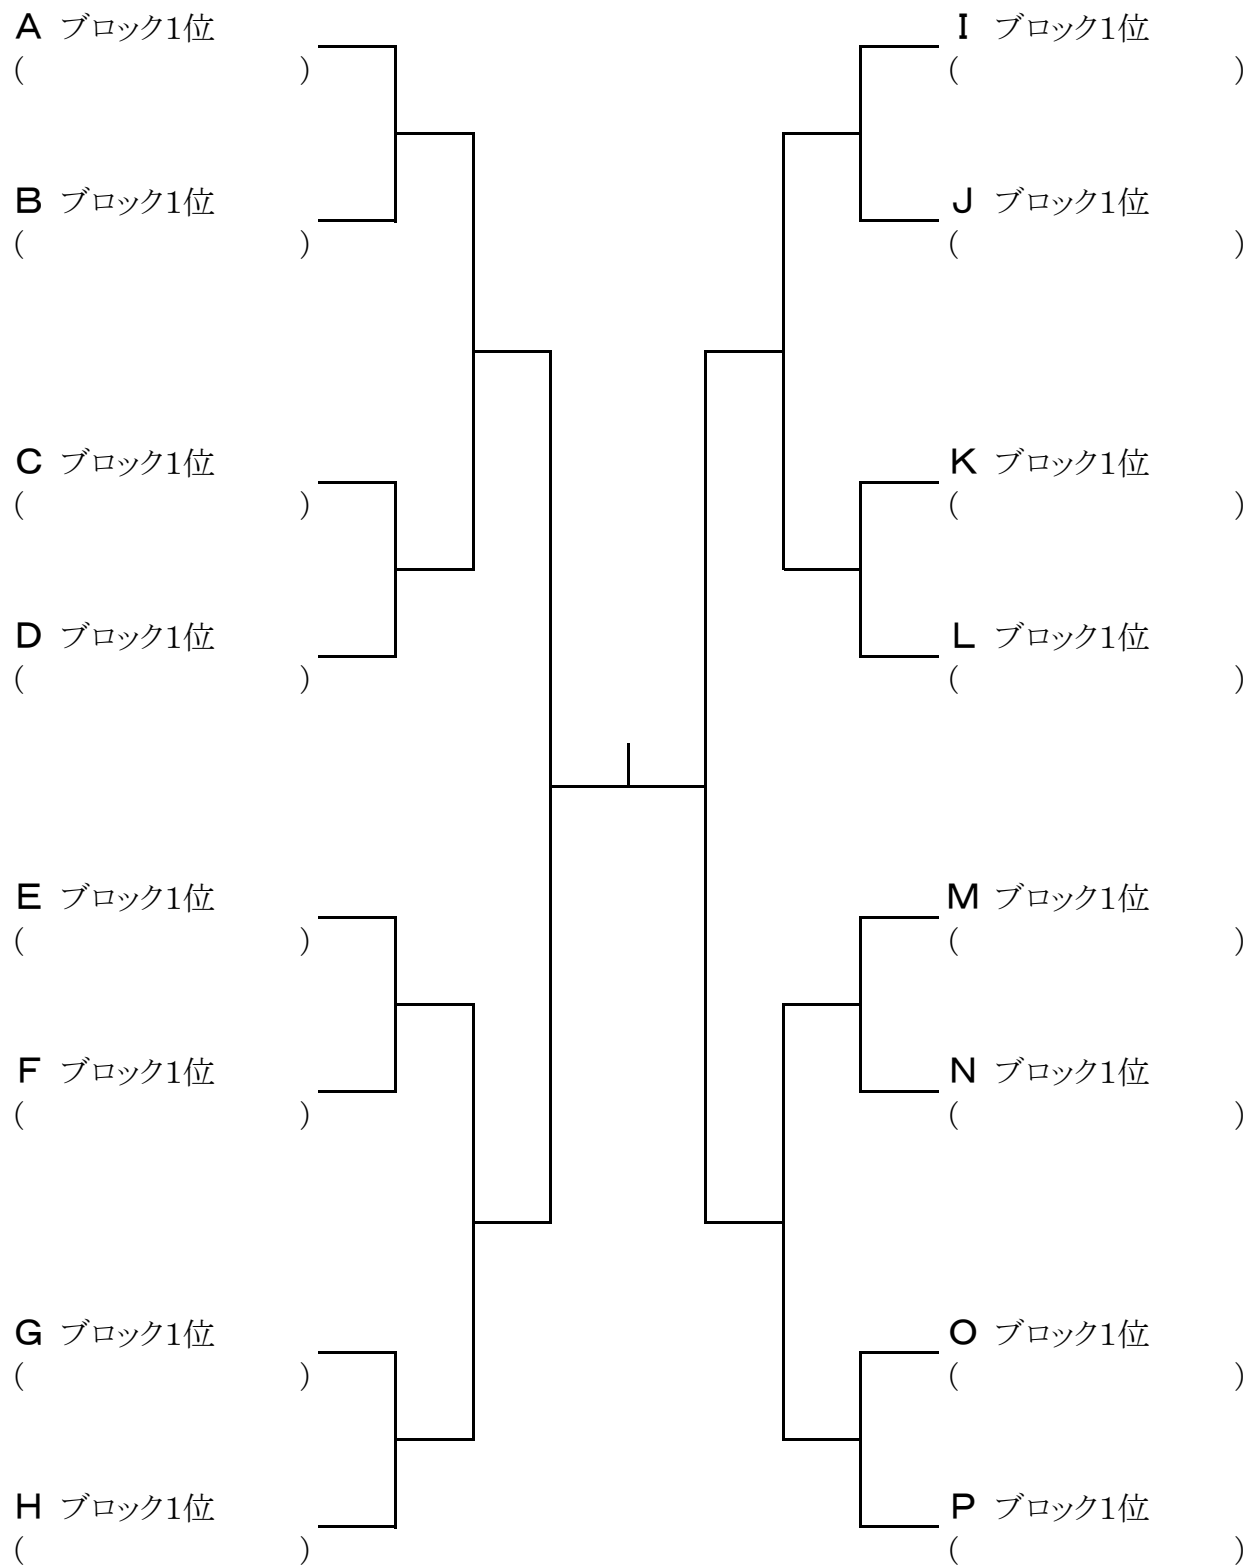 A ブロック1位
(　　　　　　　)
B ブロック1位
(　　　　　　　)
C ブロック1位
(　　　　　　　)
D ブロック1位
(　　　　　　　)
E ブロック1位
(　　　　　　　)
F ブロック1位
(　　　　　　　)
G ブロック1位
(　　　　　　　)
H ブロック1位
(　　　　　　　)
I ブロック1位
(　　　　　　　)
J ブロック1位
(　　　　　　　)
K ブロック1位
(　　　　　　　)
L ブロック1位
(　　　　　　　)
M ブロック1位
(　　　　　　　)
N ブロック1位
(　　　　　　　)
O ブロック1位
(　　　　　　　)
P ブロック1位
(　　　　　　　)